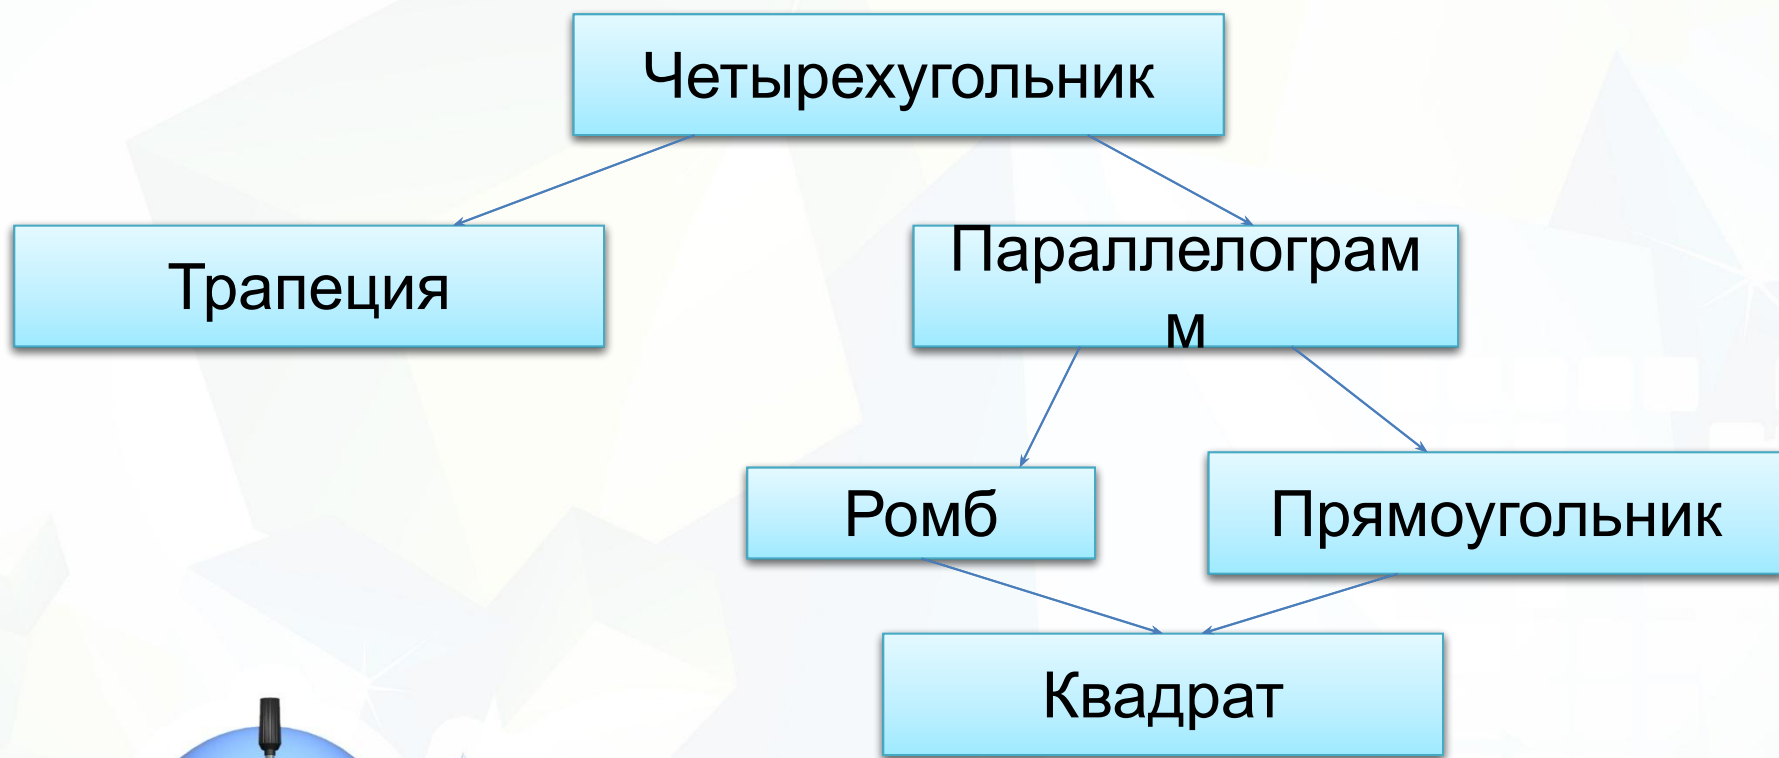 Четырехугольник
Трапеция
Параллелограм
м
Ромб
Прямоугольник
Квадрат